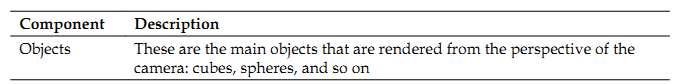 Component Description
Objects These are the main objects that are rendered from the perspective of the
camera: cubes, spheres, and so on